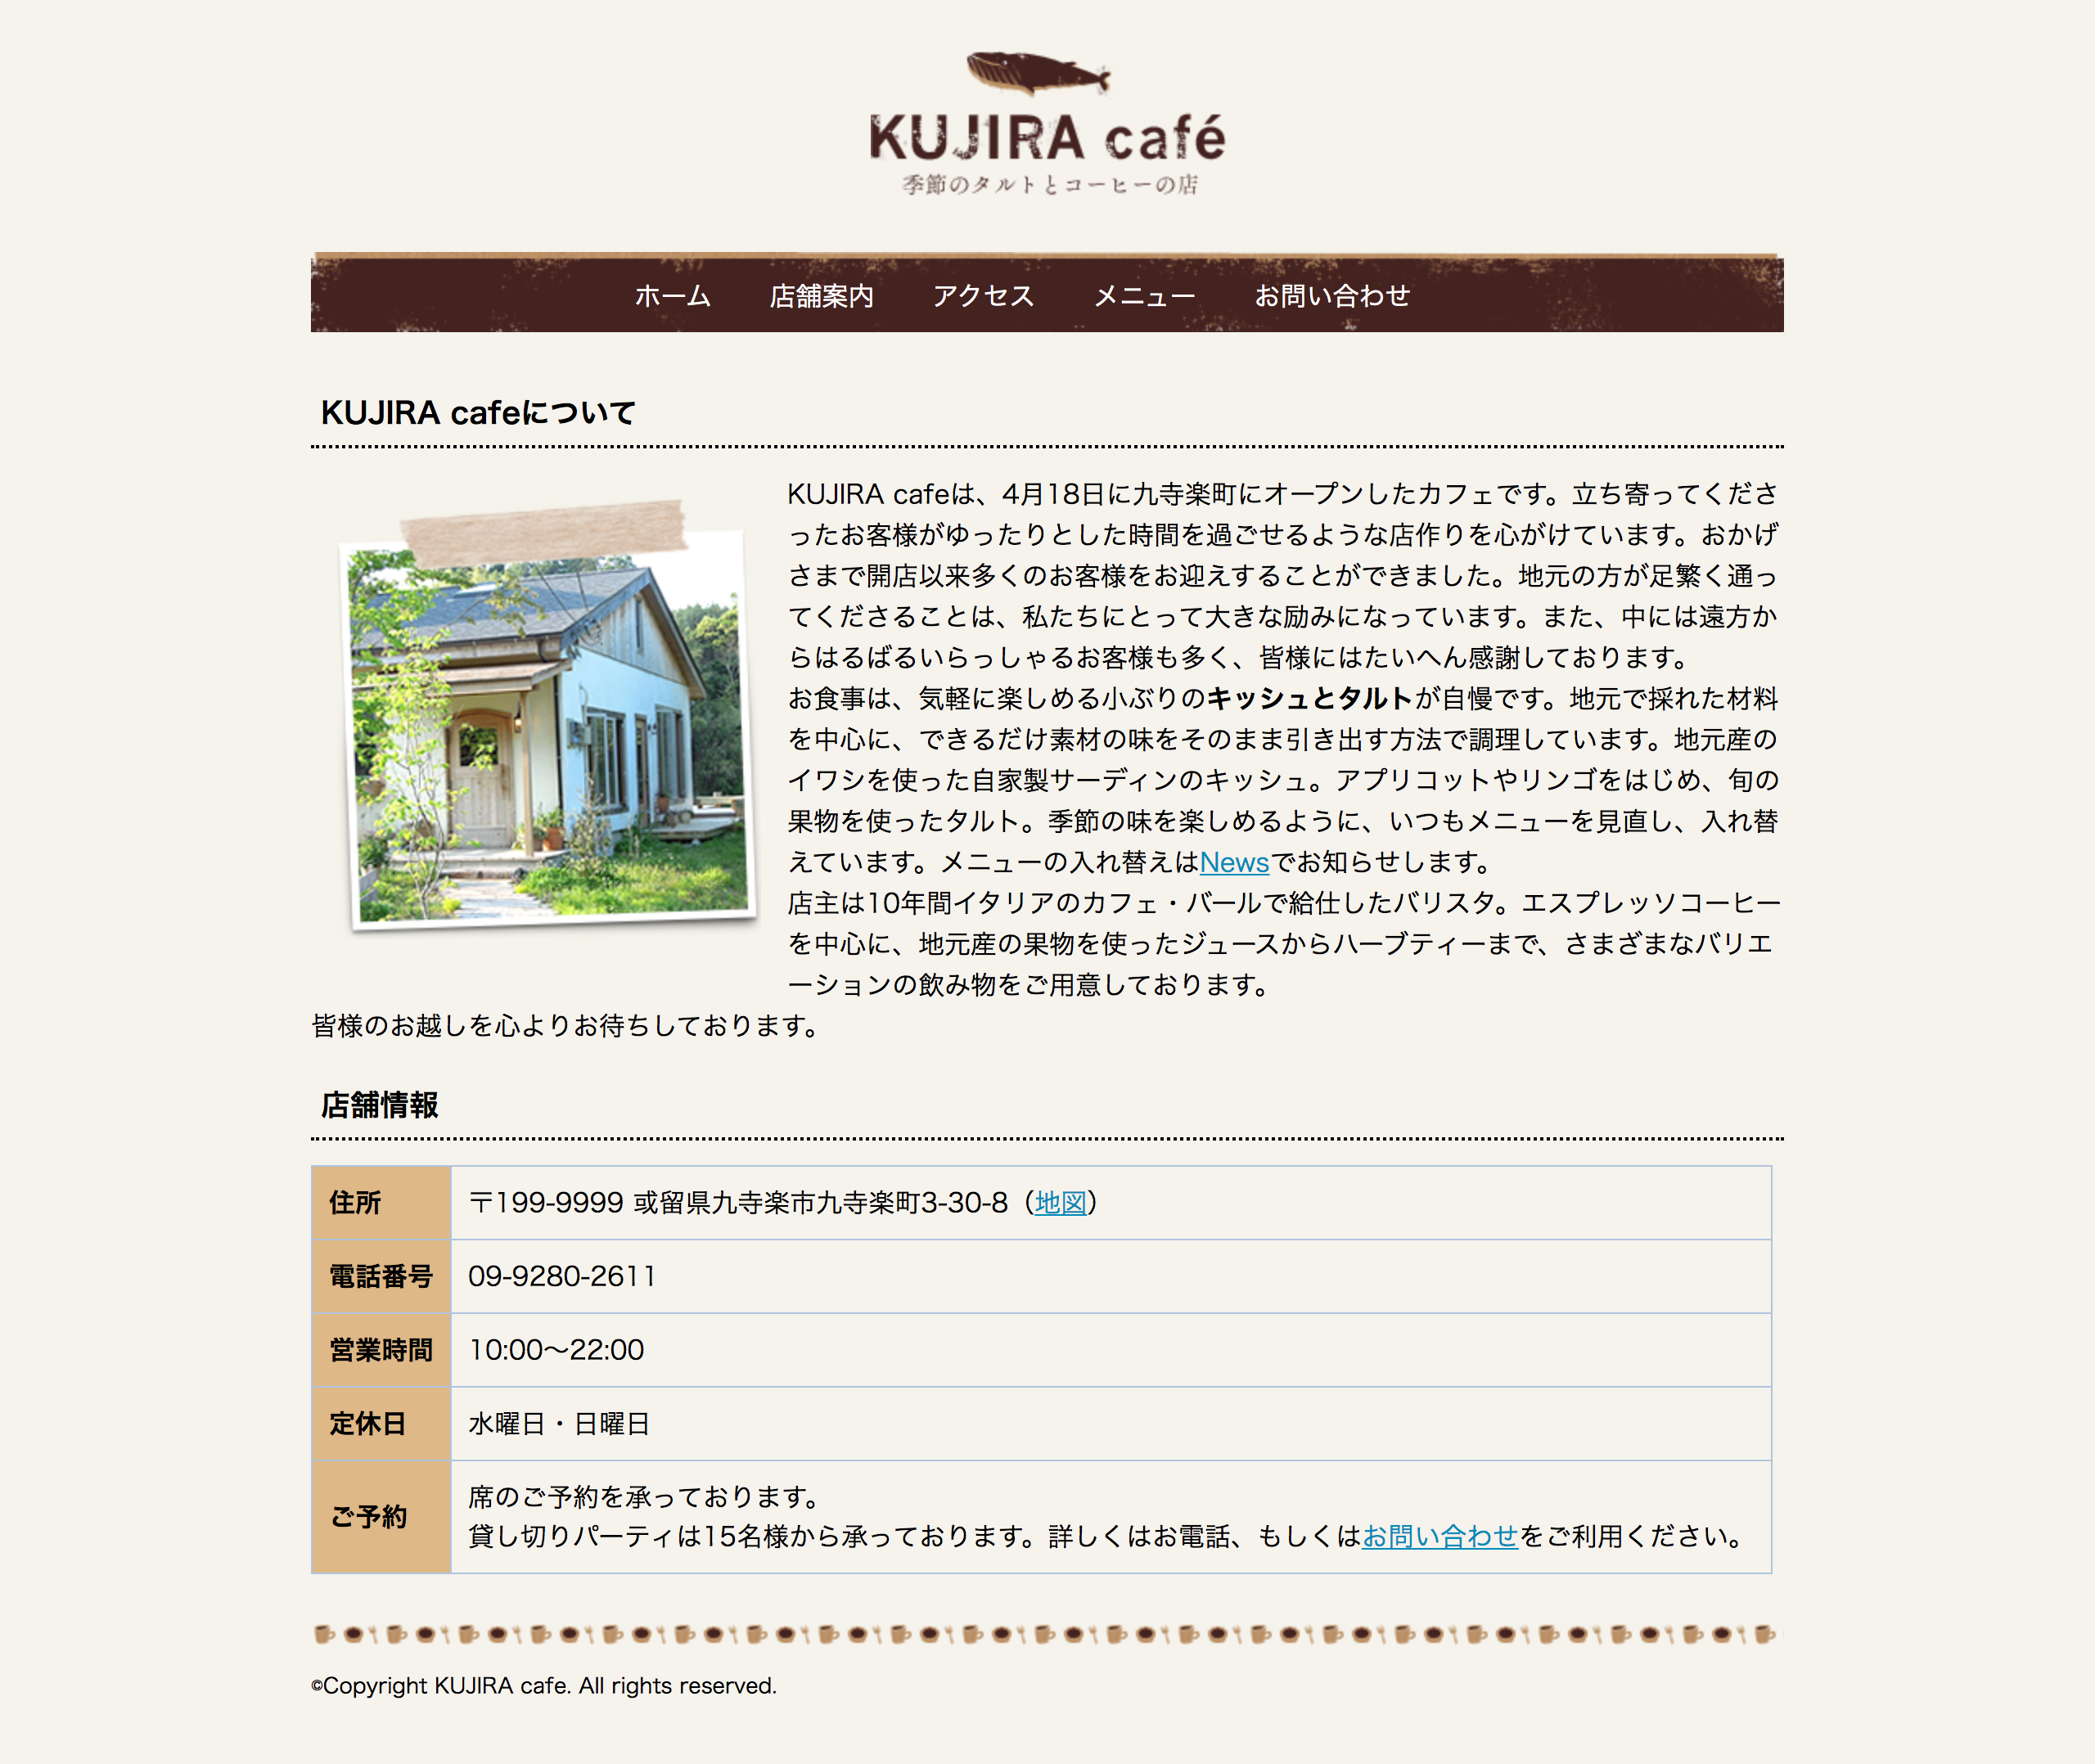 KUJIRA café
季節のタルトとコーヒーの店
ホーム 店舗案内 アクセス メニュー お問い合わせ
KUJIRA cafeについて
KUJIRA cafeは、4月18日に九寺楽町にオープンしたカフェです。立ち寄ってくださ
ったお客様がゆったりとした時間を過ごせるような店作りを心がけています。おかげ
さまで開店以来多くのお客様をお迎えすることができました。地元の方が足繁く通っ
てくださることは、私たちにとって大きな励みになっています。また、中には遠方か
らはるばるいらっしゃるお客様も多く、皆様にはたいへん感謝しております。
お食事は、気軽に楽しめる小ぶりのキッシュとタルトが自慢です。地元で採れた材料
を中心に、できるだけ素材の味をそのまま引き出す方法で調理しています。地元産の
イワシを使った自家製サーディンのキッシュ。アプリコットやリンゴをはじめ、旬の
果物を使ったタルト。季節の味を楽しめるように、いつもメニューを見直し、入れ替
えています。メニューの入れ替えはNewsでお知らせします。
店主は10年間イタリアのカフェ・バールで給仕したバリスタ。エスプレッソコーヒー
を中心に、地元産の果物を使ったジュースからハーブティーまで、さまざまなバリエ
ーションの飲み物をご用意しております。
皆様のお越しを心よりお待ちしております。
店舗情報
住所 〒199-9999 或留県九寺楽市九寺楽町3-30-8（地図）
電話番号 09-9280-2611
営業時間 10:00〜22:00
定休日 水曜日・日曜日
ご予約 席のご予約を承っております。
貸し切りパーティは15名様から承っております。詳しくはお電話、もしくはお問い合わせをご利用ください。
©Copyright KUJIRA cafe. All rights reserved.